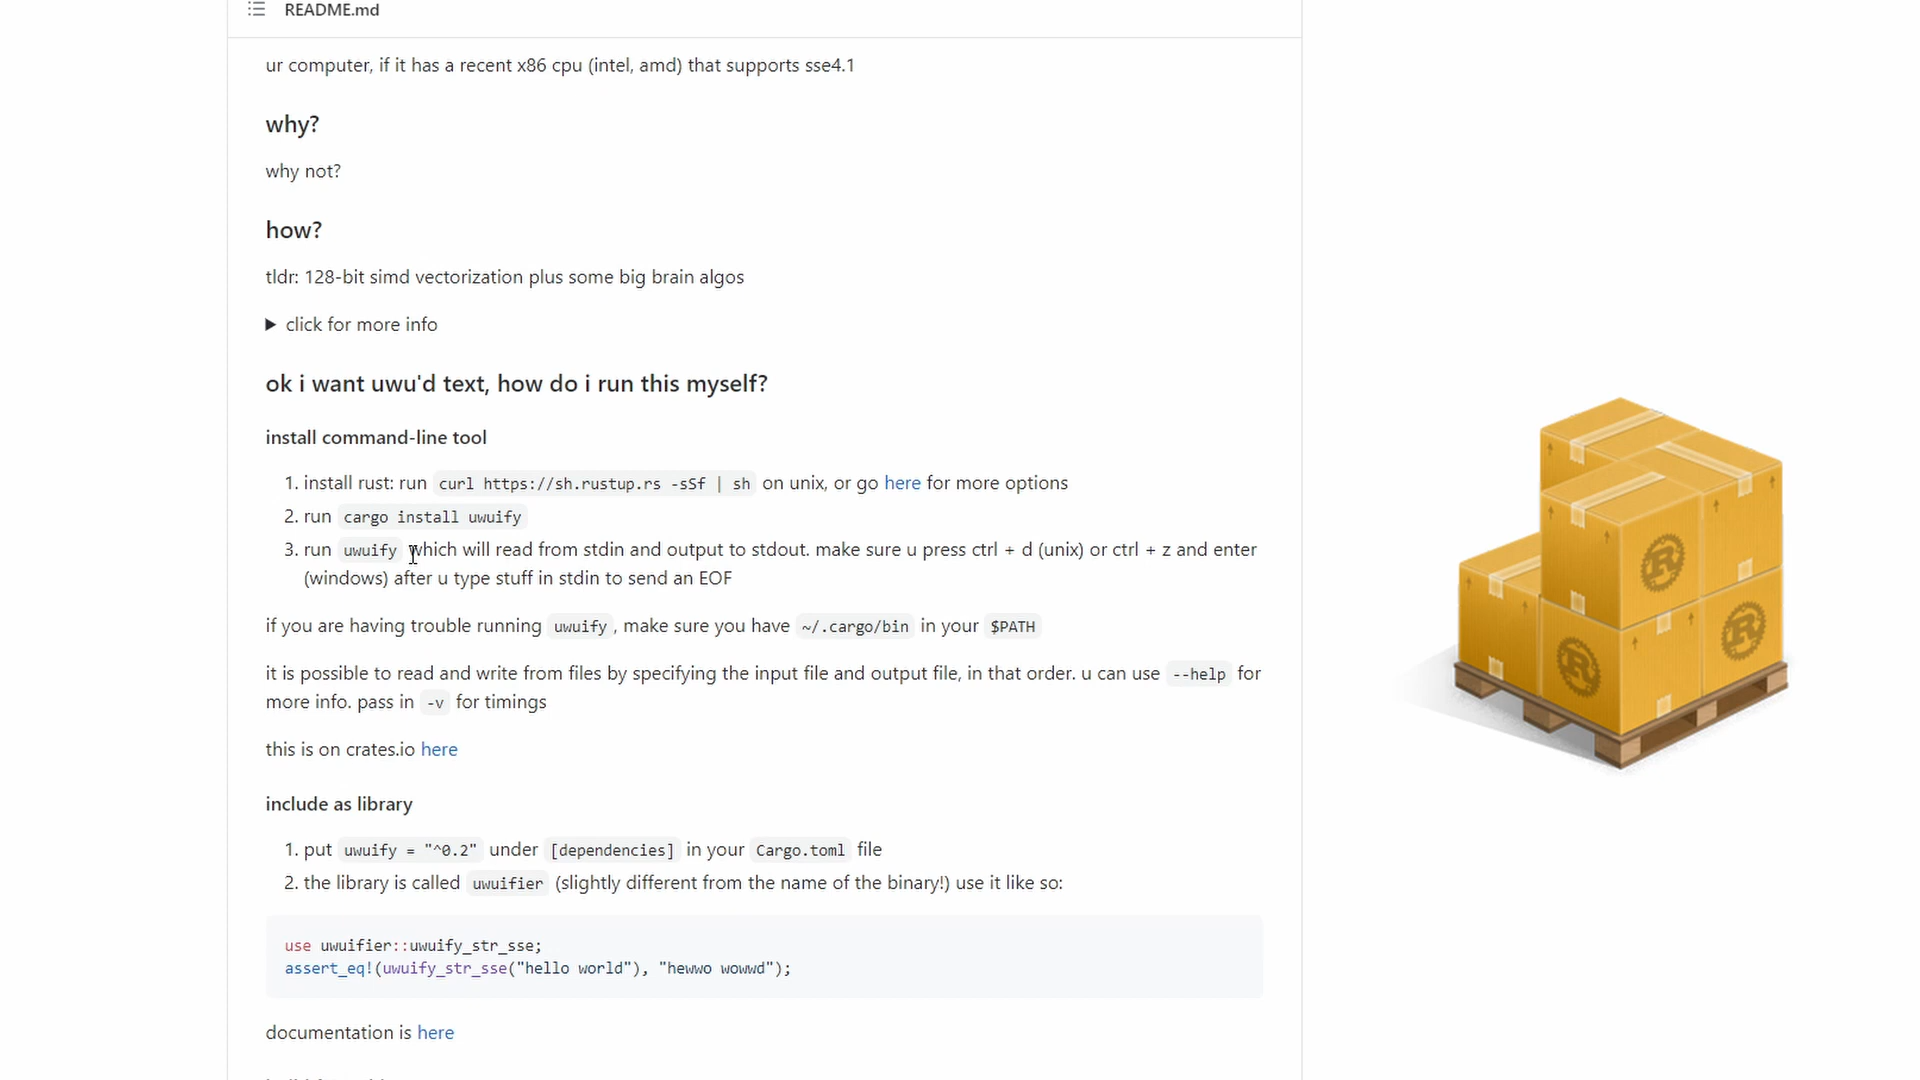 README.md
ur computer, if it has a recent x86 cpu (intel, amd) that supports sse4.1
why?
why not?
how?
tldr: 128-bit simd vectorization plus some big brain algos
click for more info
ok i want uwu'd text, how do i run this myself?
install command-line tool
1. install rust: run curl https://sh.rustup.rs -sSf | sh on unix, or go here for more options
2. run cargo install uwuify
3. run uwuify which will read from stdin and output to stdout. make sure u press ctrl + d (unix) or ctrl + z and enter
(windows) after u type stuff in stdin to send an EOF
if you are having trouble running uwuify, make sure you have ~/.cargo/bin in your $PATH
it is possible to read and write from files by specifying the input file and output file, in that order. u can use --help for
more info. pass in -v for timings
this is on crates.io here
include as library
1. put uwuify = "^0.2" under [dependencies] in your Cargo.toml file
2. the library is called uwuifier (slightly different from the name of the binary!) use it like so:
use uwuifier::uwuify_str_sse;
assert_eq!(uwuify_str_sse("hello world"), "hewwo wowwd");
documentation is here
R
R
R